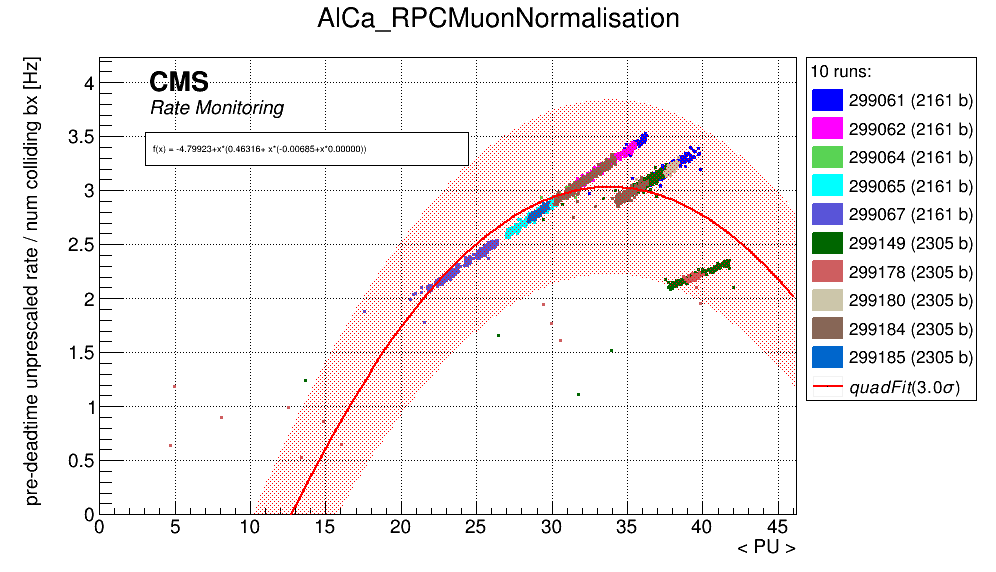 AlCa_RPCMuonNormalisation
pre-deadtime unprescaled rate / num colliding bx [Hz]
CMS
Rate Monitoring
f(x) = -4.79923+x*(0.46316+ x*(-0.00685+x*0.00000))
4
3.5
3
2.5
2
1.5
1
0.5
0
0 5 10 15 20 25 30 35 40 45
< PU >
10 runs:
299061 (2161 b)
299062 (2161 b)
299064 (2161 b)
299065 (2161 b)
299067 (2161 b)
299149 (2305 b)
299178 (2305 b)
299180 (2305 b)
299184 (2305 b)
299185 (2305 b)
quadFit(3.0σ)